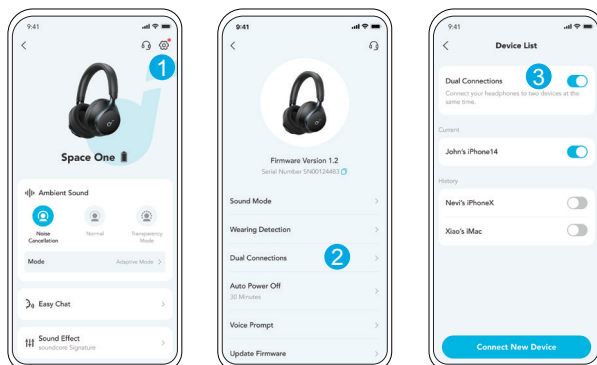 9:41
1
Space One
Ambient Sound
Noise
Cancellation
Normal
Transparency
Mode
Mode
Adaptive Mode >
Easy Chat
Sound Effect
soundcore Signature
9:41
Firmware Version 1.2
Serial Number SN00124463
Sound Mode
Wearing Detection
Dual Connections
2
Auto Power Off
30 Minutes
Voice Prompt
Update Firmware
9:41
Device List
Dual Connections
3
Connect your headphones to two devices at the
same time.
Current
John's iPhone14
History
Nevi's iPhoneX
Xiao's iMac
Connect New Device